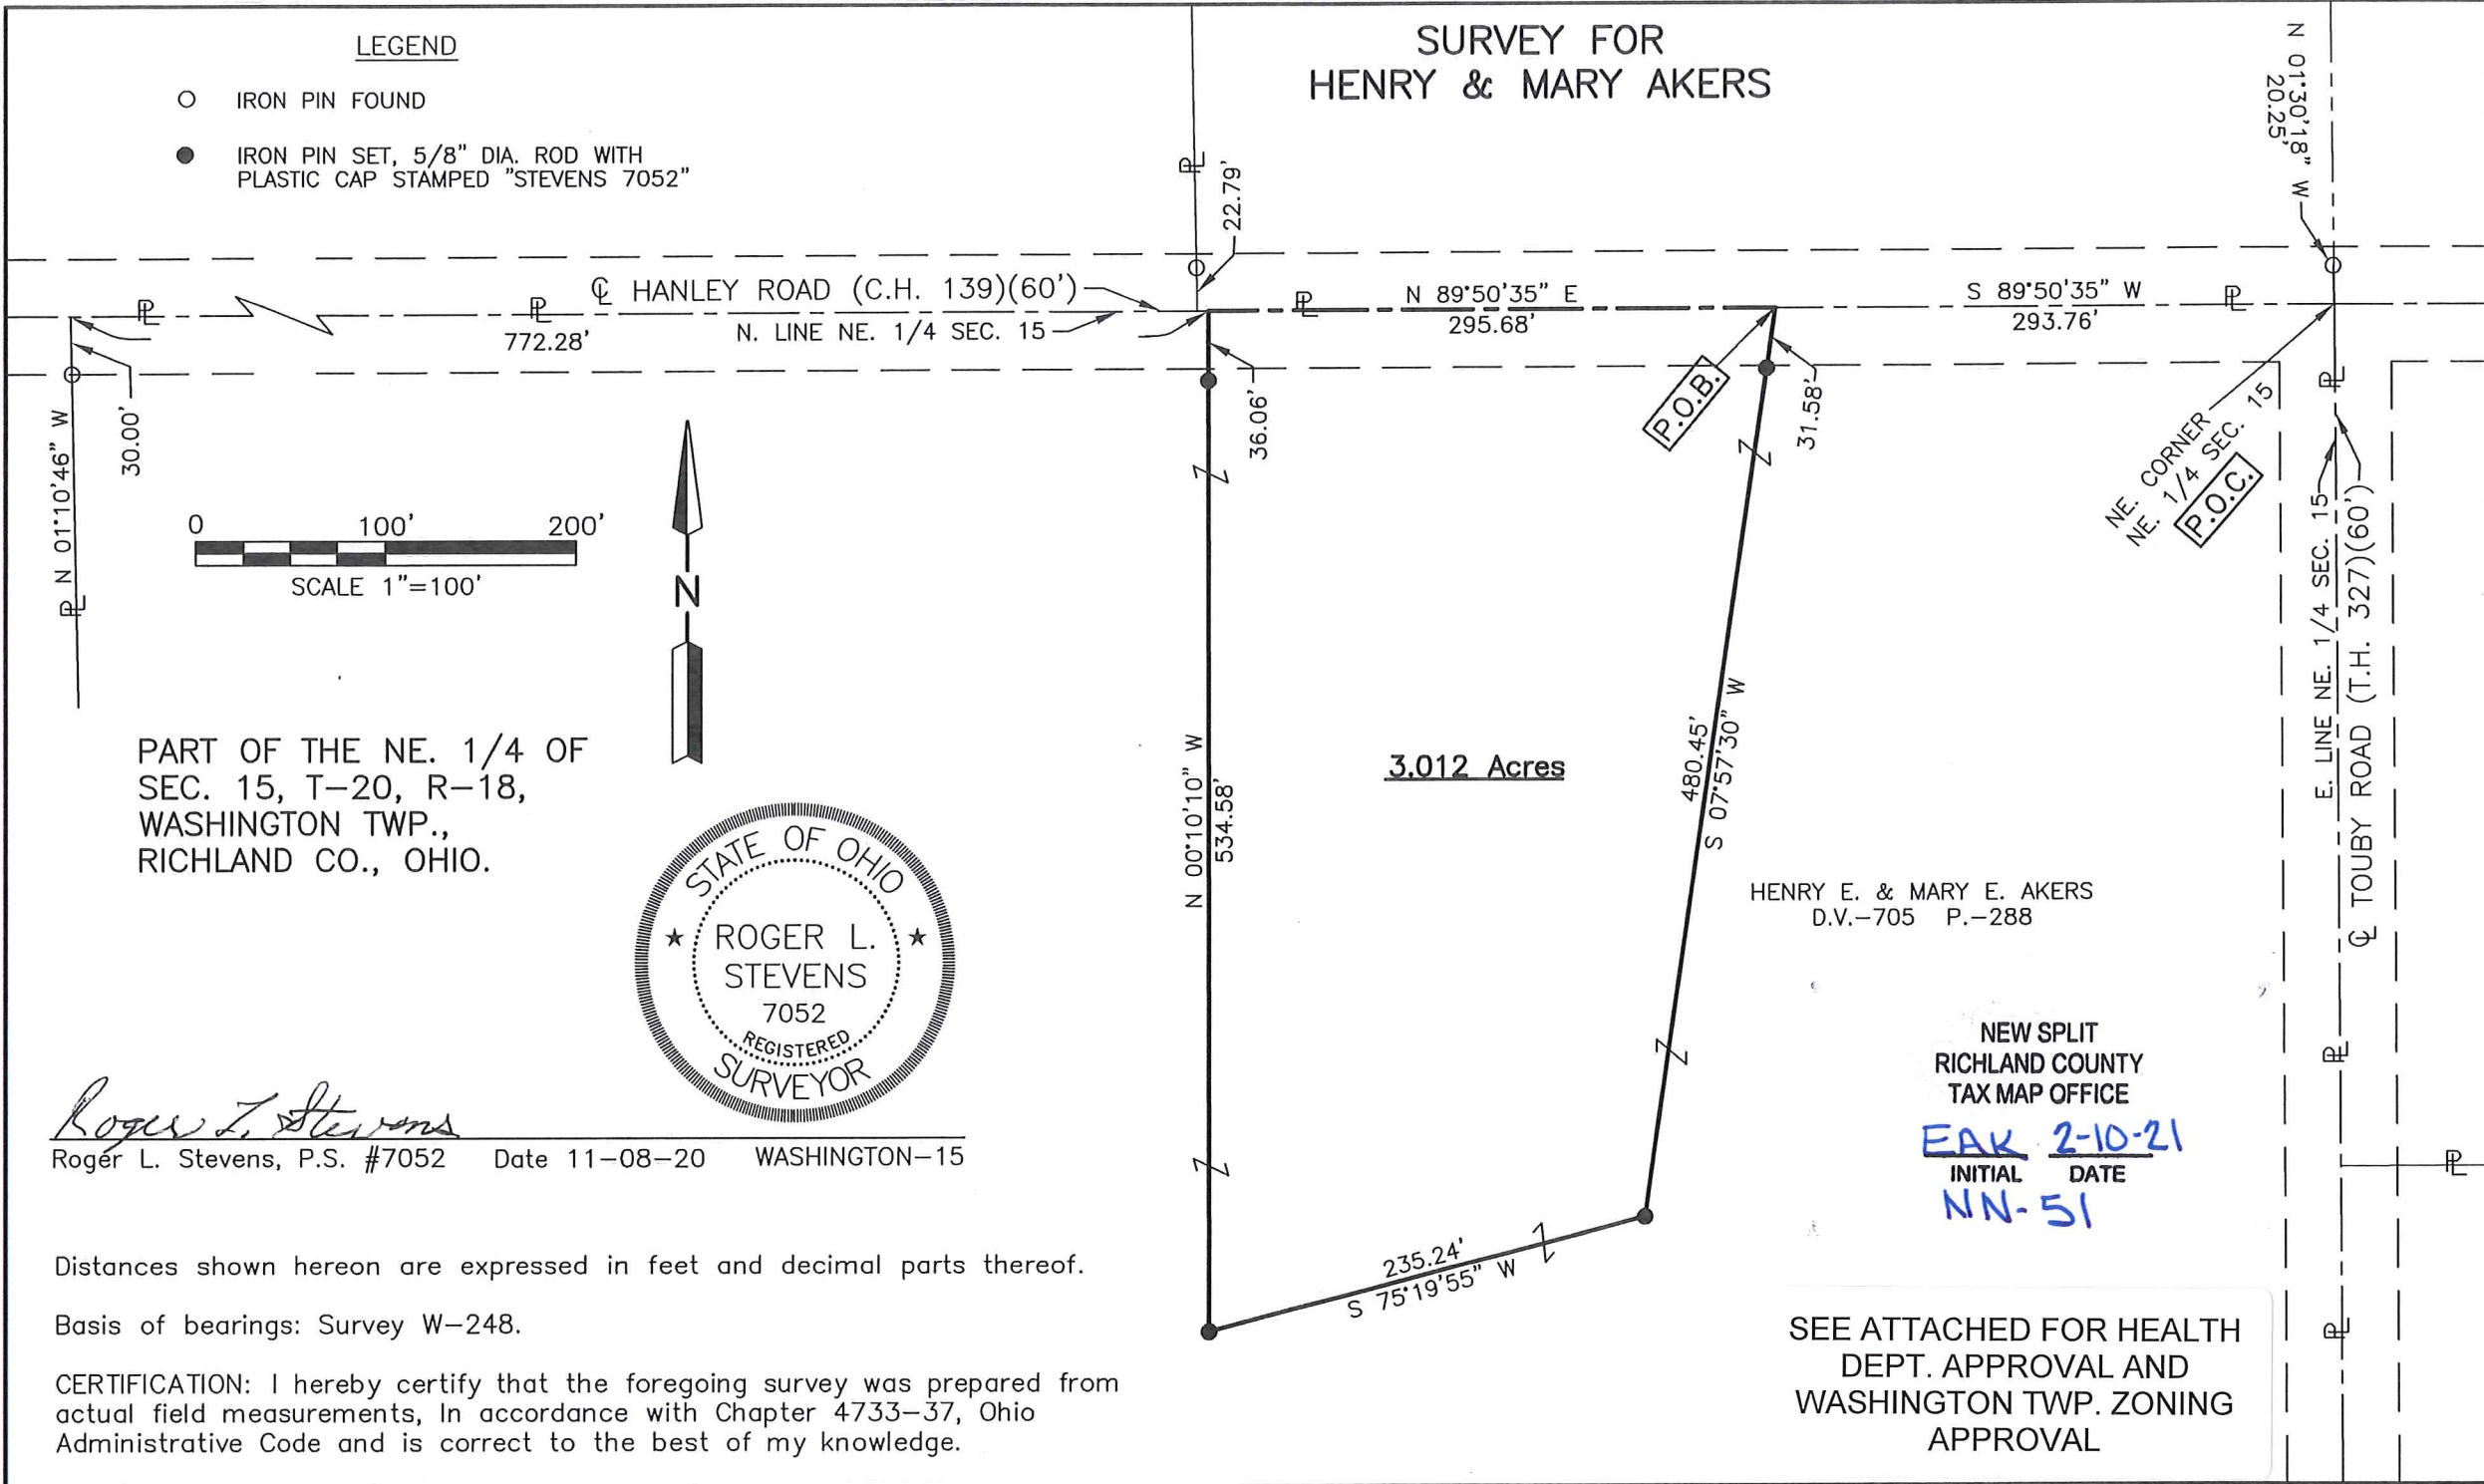 SURVEY FOR
HENRY & MARY AKERS
LEGEND
IRON PIN FOUND
IRON PIN SET, 5/8" DIA. ROD WITH
PLASTIC CAP STAMPED "STEVENS 7052"
N 01°30'18" W
20.25'
22.79'
℄ HANLEY ROAD (C.H. 139)(60')
N. LINE NE. 1/4 SEC. 15
772.28'
N 89°50'35" E
295.68'
S 89°50'35" W
293.76'
N 01°10'46" W
30.00'
36.06'
P.O.B.
31.58'
NE. CORNER
NE. 1/4 SEC. 15
P.O.C.
0 100' 200'
SCALE 1"=100'
N
E. LINE NE. 1/4 SEC. 15
℄ TOUBY ROAD (T.H. 327)(60')
PART OF THE NE. 1/4 OF
SEC. 15, T-20, R-18,
WASHINGTON TWP.,
RICHLAND CO., OHIO.
N 00°10'10" W
534.58'
3.012 Acres
480.45'
S 07°57'30" W
STATE OF OHIO
ROGER L.
STEVENS
7052
REGISTERED
SURVEYOR
HENRY E. & MARY E. AKERS
D.V.-705 P.-288
NEW SPLIT
RICHLAND COUNTY
TAX MAP OFFICE
EAK 2-10-21
INITIAL DATE
NN-51
Roger L. Stevens
Roger L. Stevens, P.S. #7052 Date 11-08-20 WASHINGTON-15
235.24'
S 75°19'55" W
Distances shown hereon are expressed in feet and decimal parts thereof.
Basis of bearings: Survey W-248.
CERTIFICATION: I hereby certify that the foregoing survey was prepared from
actual field measurements, In accordance with Chapter 4733-37, Ohio
Administrative Code and is correct to the best of my knowledge.
SEE ATTACHED FOR HEALTH
DEPT. APPROVAL AND
WASHINGTON TWP. ZONING
APPROVAL